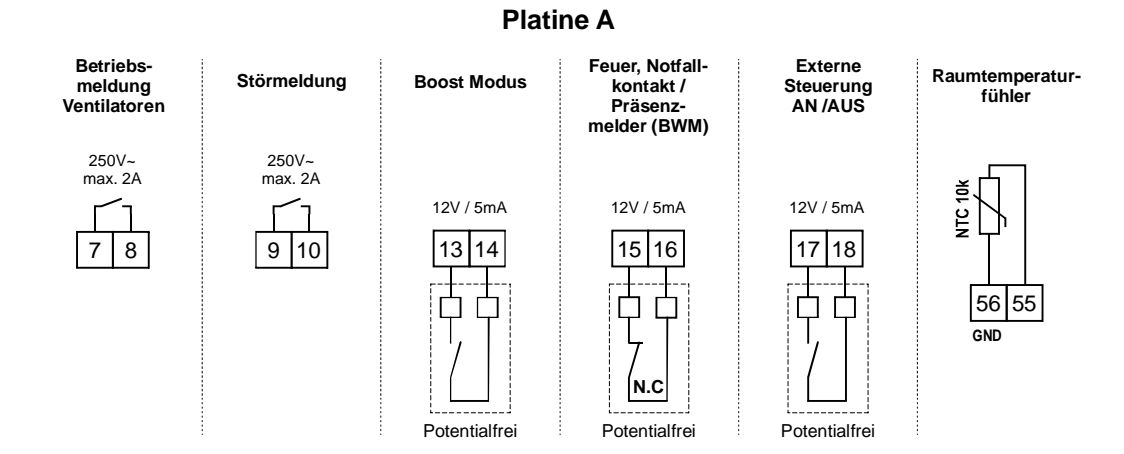 Platine A
Betriebs-
meldung
Ventilatoren
250V~
max. 2A
7 8
Störmeldung
250V~
max. 2A
9 10
Boost Modus
12V / 5mA
13 14
Potentialfrei
Feuer, Notfall-
kontakt /
Präsenz-
melder (BWM)
12V / 5mA
15 16
N.C
Potentialfrei
Externe
Steuerung
AN /AUS
12V / 5mA
17 18
Potentialfrei
Raumtemperatur-
fühler
NTC 10k
56 55
GND